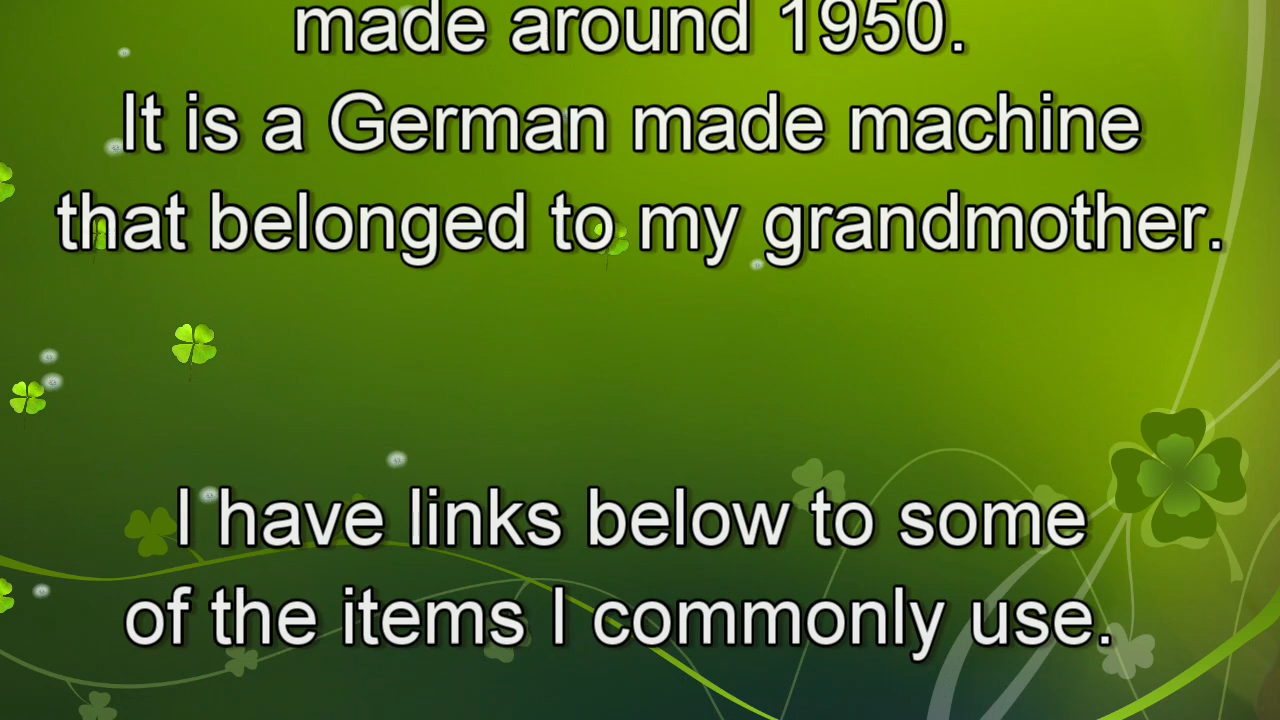 made around 1950.
It is a German made machine
that belonged to my grandmother.
I have links below to some
of the items I commonly use.